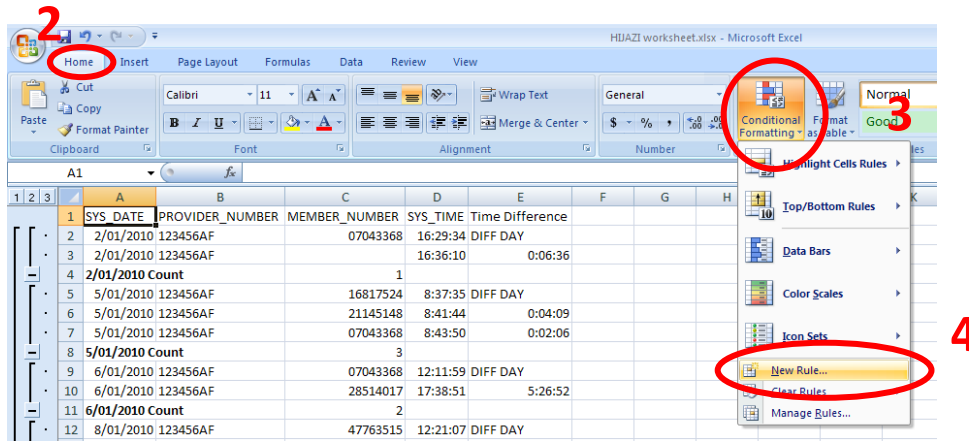 2
HIJAZI worksheet.xlsx - Microsoft Excel
Home Insert Page Layout Formulas Data Review View
Cut
Copy
Paste
Format Painter
Clipboard
Calibri 11 A A
B I U A
Font
Wrap Text
Merge & Center
Alignment
General
$ % , .0 .00 .00 .0
Number
Conditional Formatting
Format as Table
Normal
Good
3
A1 fx
1 2 3 A B C D E F G H K
1 SYS_DATE PROVIDER_NUMBER MEMBER_NUMBER SYS_TIME Time Difference
2 2/01/2010 123456AF 07043368 16:29:34 DIFF DAY
3 2/01/2010 123456AF 16:36:10 0:06:36
4 2/01/2010 Count 1
5 5/01/2010 123456AF 16817524 8:37:35 DIFF DAY
6 5/01/2010 123456AF 21145148 8:41:44 0:04:09
7 5/01/2010 123456AF 07043368 8:43:50 0:02:06
8 5/01/2010 Count 3
9 6/01/2010 123456AF 07043368 12:11:59 DIFF DAY
10 6/01/2010 123456AF 28514017 17:38:51 5:26:52
11 6/01/2010 Count 2
12 8/01/2010 123456AF 47763515 12:21:07 DIFF DAY
Highlight Cells Rules
Top/Bottom Rules
Data Bars
Color Scales
Icon Sets
New Rule...
Clear Rules
Manage Rules...
4